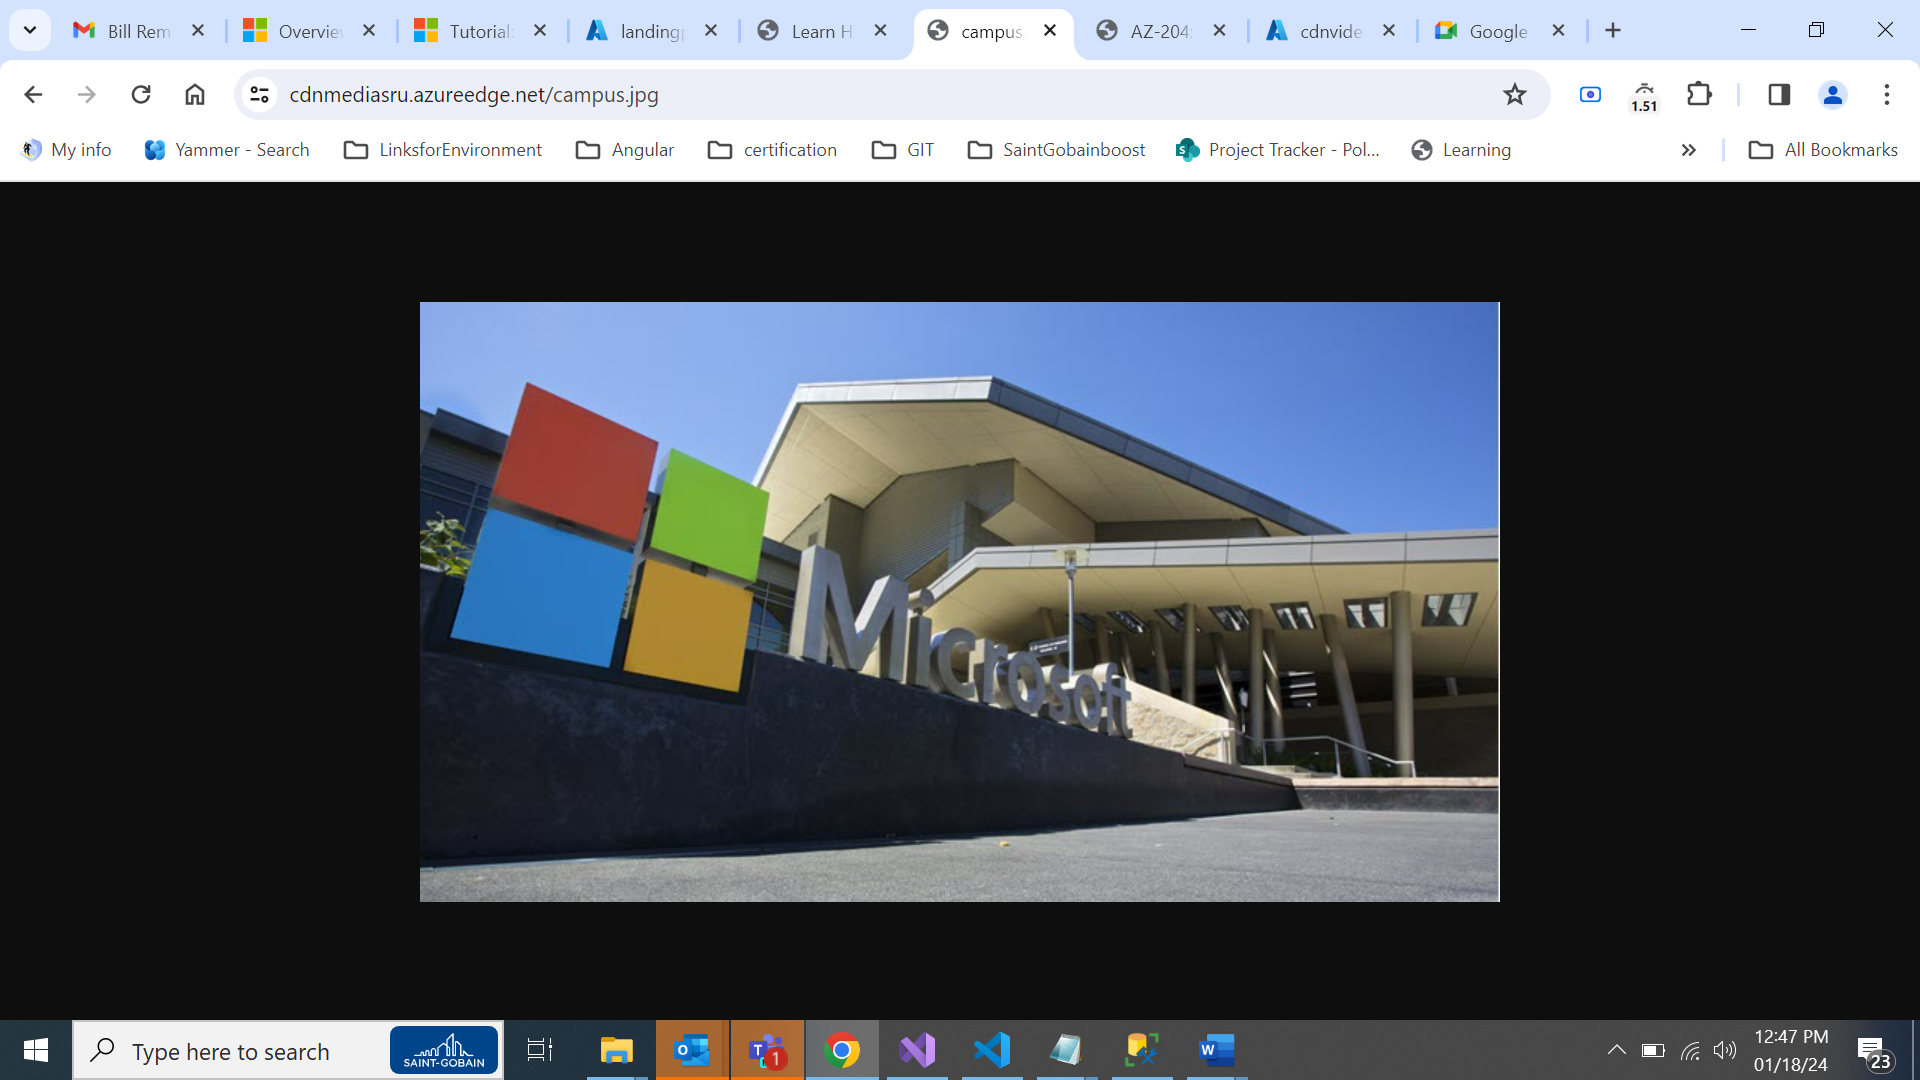 Bill Rem
Overvie
Tutorial:
landing
Learn H
campus.
AZ-204:
cdnvide
Google
cdnmediasru.azureedge.net/campus.jpg
1.51
My info
Yammer - Search
LinksforEnvironment
Angular
certification
GIT
SaintGobainboost
Project Tracker - Pol...
Learning
All Bookmarks
Microsoft
Type here to search
SAINT-GOBAIN
1
12:47 PM
01/18/24
23